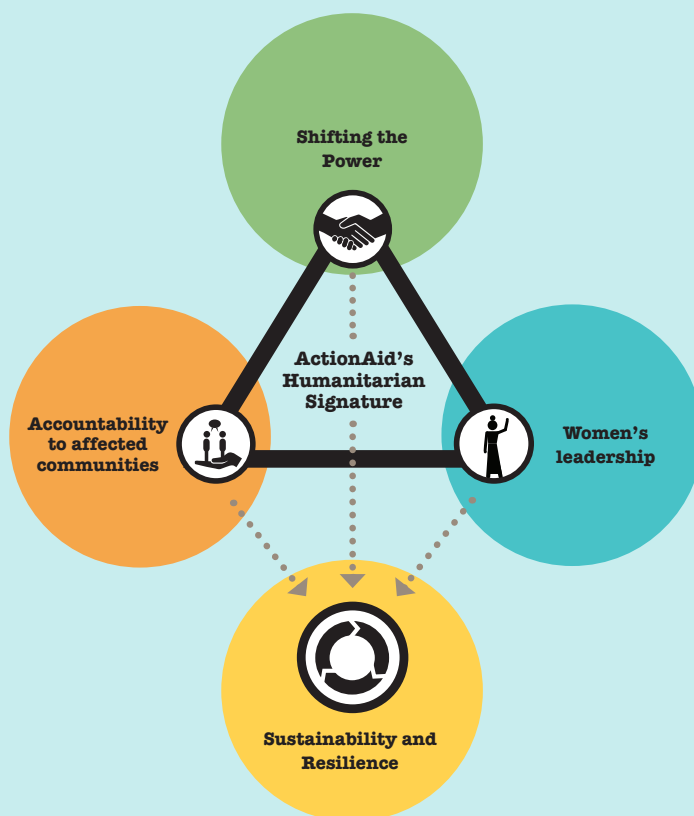 Shifting the
Power
ActionAid's
Humanitarian
Signature
Accountability
to affected
communities
Women's
leadership
Sustainability and
Resilience